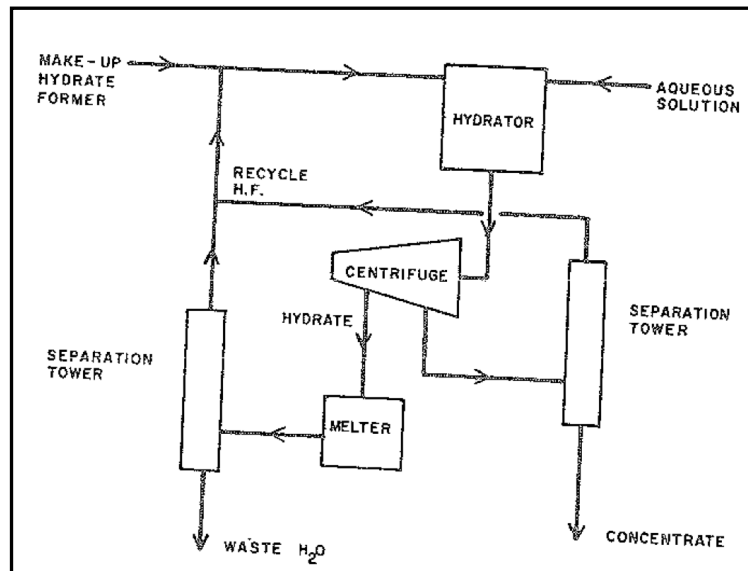 MAKE-UP
HYDRATE
FORMER
HYDRATOR
AQUEOUS
SOLUTION
RECYCLE
H.F.
CENTRIFUGE
HYDRATE
SEPARATION
TOWER
SEPARATION
TOWER
MELTER
WASTE H₂O
CONCENTRATE